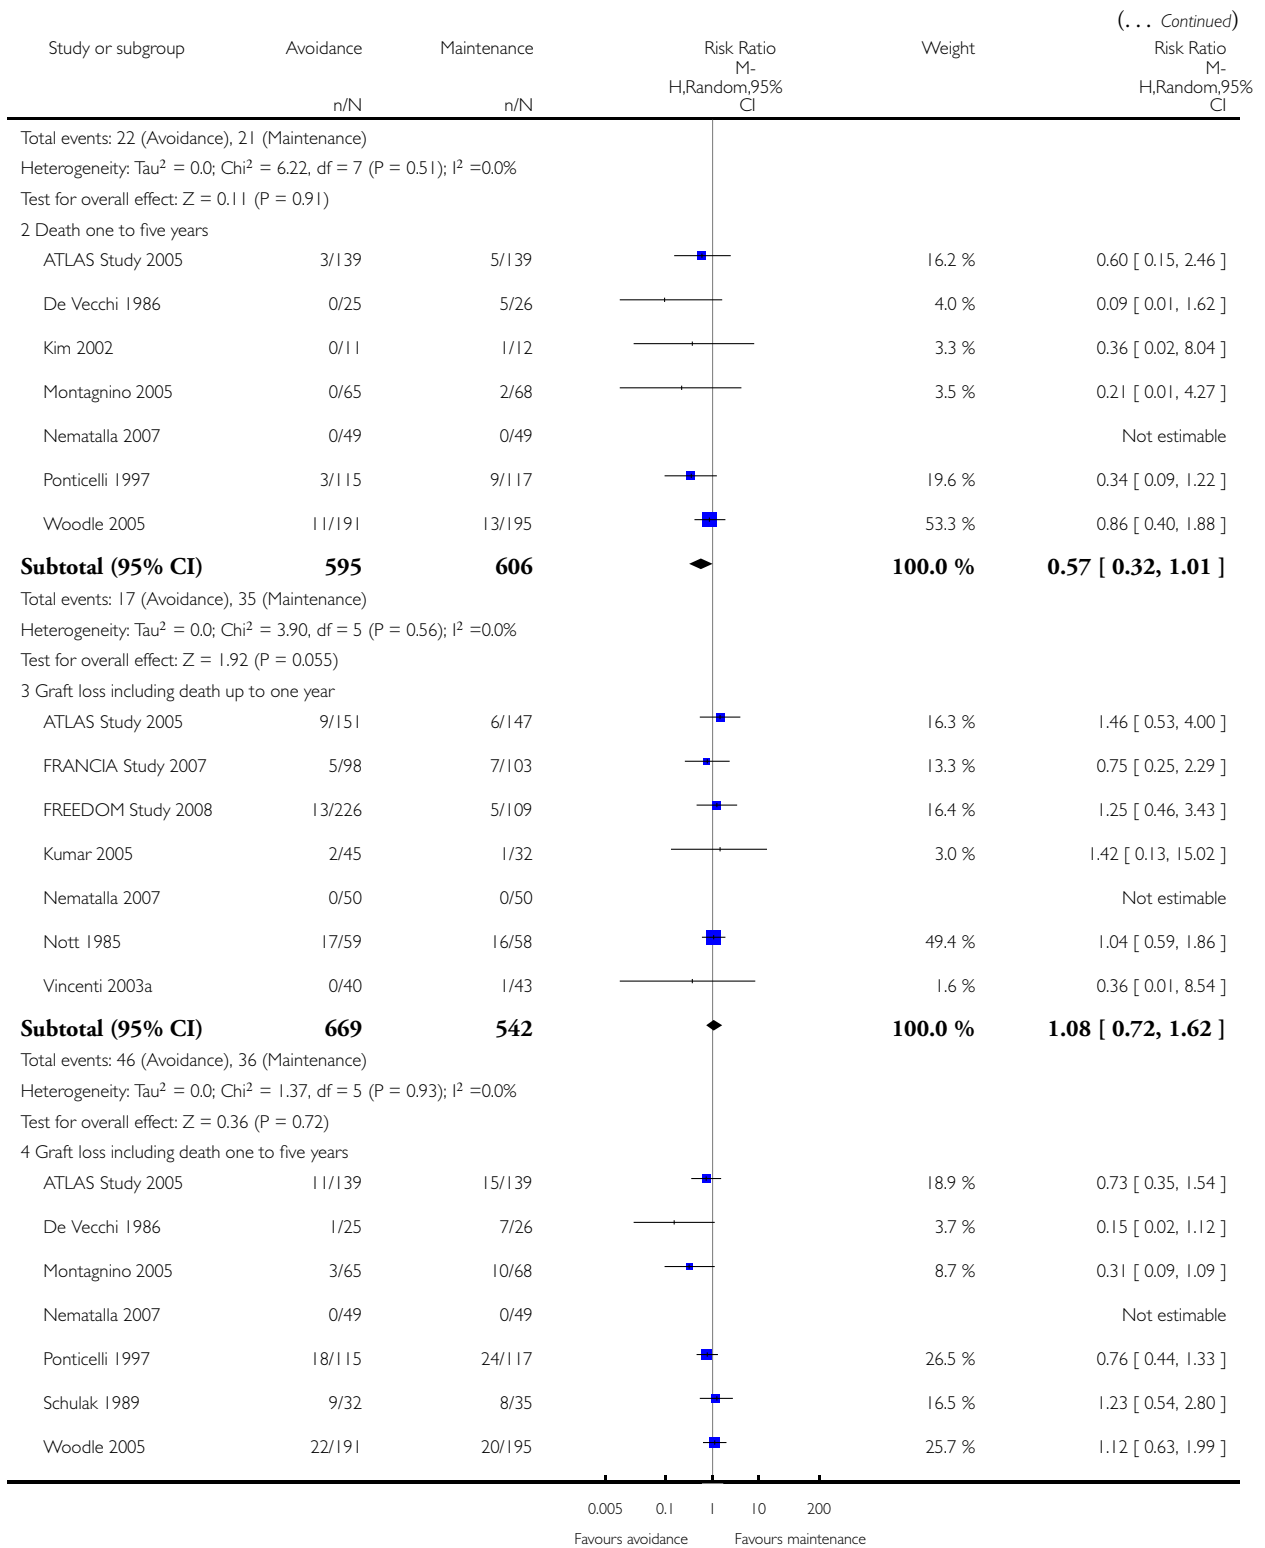 (... Continued)
Study or subgroup Avoidance Maintenance Risk Ratio Weight Risk Ratio
M- M-
H,Random,95% H,Random,95%
n/N n/N CI CI
Total events: 22 (Avoidance), 21 (Maintenance)
Heterogeneity: Tau² = 0.0; Chi² = 6.22, df = 7 (P = 0.51); I² =0.0%
Test for overall effect: Z = 0.11 (P = 0.91)
2 Death one to five years
ATLAS Study 2005 3/139 5/139 16.2 % 0.60 [ 0.15, 2.46 ]
De Vecchi 1986 0/25 5/26 4.0 % 0.09 [ 0.01, 1.62 ]
Kim 2002 0/11 1/12 3.3 % 0.36 [ 0.02, 8.04 ]
Montagnino 2005 0/65 2/68 3.5 % 0.21 [ 0.01, 4.27 ]
Nematalla 2007 0/49 0/49 Not estimable
Ponticelli 1997 3/115 9/117 19.6 % 0.34 [ 0.09, 1.22 ]
Woodle 2005 11/191 13/195 53.3 % 0.86 [ 0.40, 1.88 ]
Subtotal (95% CI) 595 606 100.0 % 0.57 [ 0.32, 1.01 ]
Total events: 17 (Avoidance), 35 (Maintenance)
Heterogeneity: Tau² = 0.0; Chi² = 3.90, df = 5 (P = 0.56); I² =0.0%
Test for overall effect: Z = 1.92 (P = 0.055)
3 Graft loss including death up to one year
ATLAS Study 2005 9/151 6/147 16.3 % 1.46 [ 0.53, 4.00 ]
FRANCIA Study 2007 5/98 7/103 13.3 % 0.75 [ 0.25, 2.29 ]
FREEDOM Study 2008 13/226 5/109 16.4 % 1.25 [ 0.46, 3.43 ]
Kumar 2005 2/45 1/32 3.0 % 1.42 [ 0.13, 15.02 ]
Nematalla 2007 0/50 0/50 Not estimable
Nott 1985 17/59 16/58 49.4 % 1.04 [ 0.59, 1.86 ]
Vincenti 2003a 0/40 1/43 1.6 % 0.36 [ 0.01, 8.54 ]
Subtotal (95% CI) 669 542 100.0 % 1.08 [ 0.72, 1.62 ]
Total events: 46 (Avoidance), 36 (Maintenance)
Heterogeneity: Tau² = 0.0; Chi² = 1.37, df = 5 (P = 0.93); I² =0.0%
Test for overall effect: Z = 0.36 (P = 0.72)
4 Graft loss including death one to five years
ATLAS Study 2005 11/139 15/139 18.9 % 0.73 [ 0.35, 1.54 ]
De Vecchi 1986 1/25 7/26 3.7 % 0.15 [ 0.02, 1.12 ]
Montagnino 2005 3/65 10/68 8.7 % 0.31 [ 0.09, 1.09 ]
Nematalla 2007 0/49 0/49 Not estimable
Ponticelli 1997 18/115 24/117 26.5 % 0.76 [ 0.44, 1.33 ]
Schulak 1989 9/32 8/35 16.5 % 1.23 [ 0.54, 2.80 ]
Woodle 2005 22/191 20/195 25.7 % 1.12 [ 0.63, 1.99 ]
0.005 0.1 1 10 200
Favours avoidance Favours maintenance